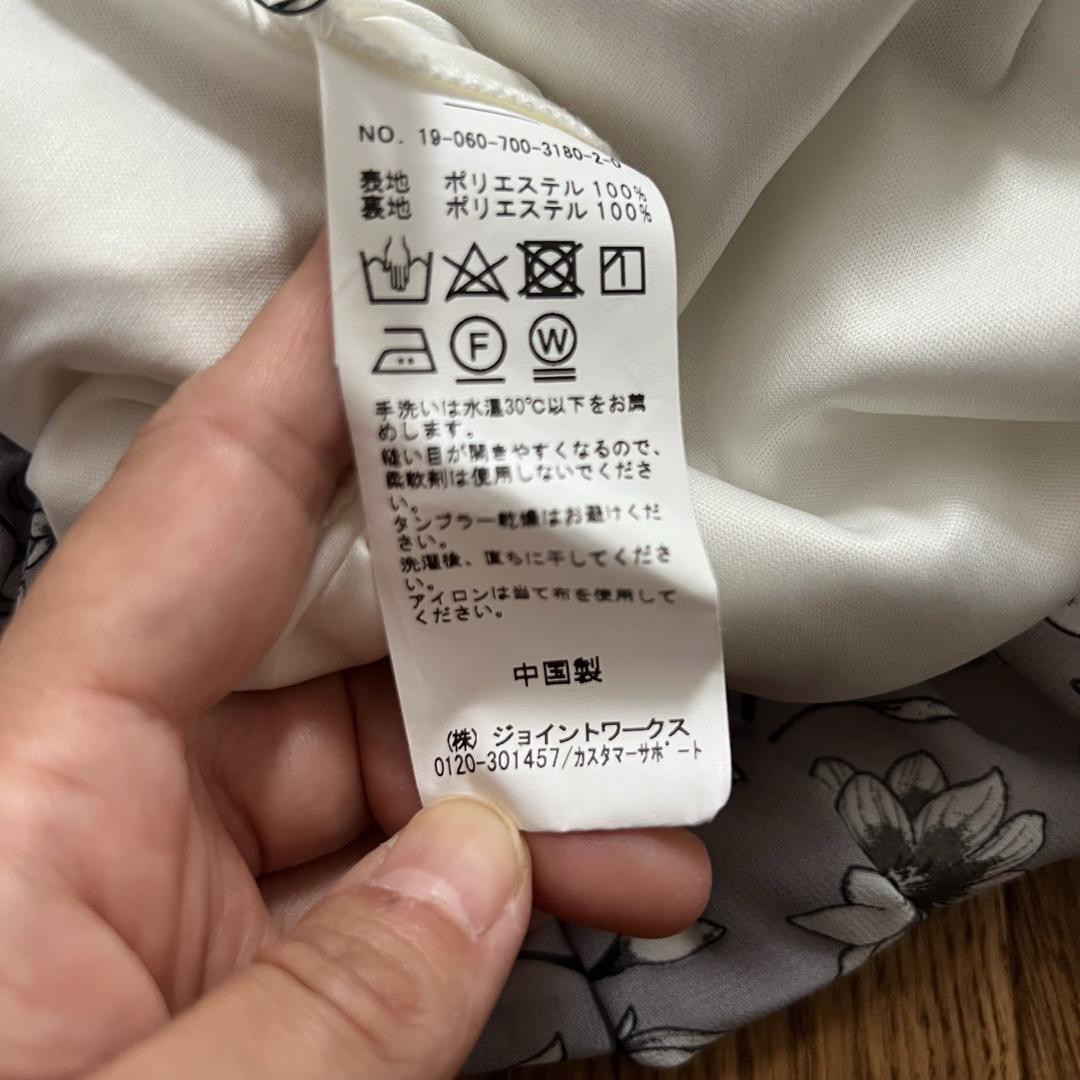 NO. 19-060-700-3180-2-0
表地 ポリエステル 100%
裏地 ポリエステル 100%
F
W
手洗いは水温30℃以下をお薦
めします。
縫い目が開きやすくなるので、
柔軟剤は使用しないでくださ
い。
タンブラー乾燥はお避けくだ
さい。
洗濯後、直ちに干してくださ
い。
アイロンは当て布を使用して
ください。
中国製
(株) ジョイントワークス
0120-301457/カスタマーサポート